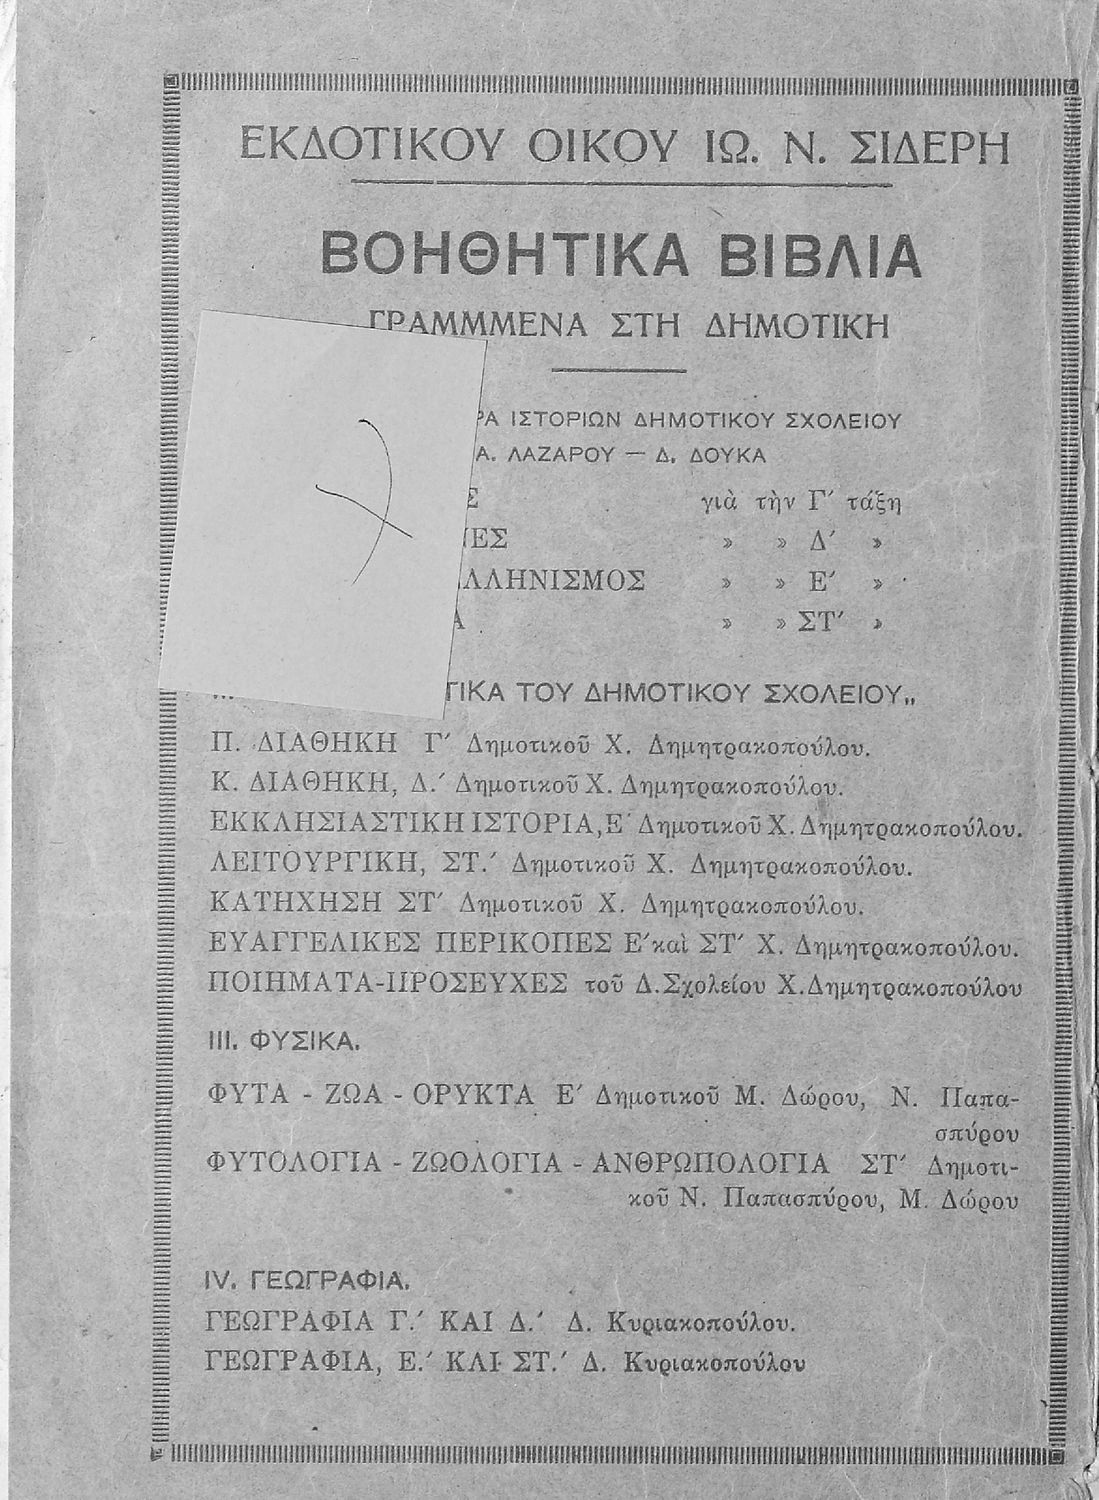 ΕΚΔΟΤΙΚΟΥ ΟΙΚΟΥ ΙΩ. Ν. ΣΙΔΕΡΗ
ΒΟΗΘΗΤΙΚΑ ΒΙΒΛΙΑ
ΓΡΑΜΜΜΕΝΑ ΣΤΗ ΔΗΜΟΤΙΚΗ
ΙΣΤΟΡΙΩΝ ΔΗΜΟΤΙΚΟΥ ΣΧΟΛΕΙΟΥ
Α. ΛΑΖΑΡΟΥ — Δ. ΔΟΥΚΑ
γιὰ τὴν Γ′ τάξη
» » Δ′ »
» » Ε′ »
» » ΣΤ′ »
ΤΟΥ ΔΗΜΟΤΙΚΟΥ ΣΧΟΛΕΙΟΥ„
Π. ΔΙΑΘΗΚΗ Γ′ Δημοτικοῦ Χ. Δημητρακοπούλου.
Κ. ΔΙΑΘΗΚΗ, Δ.′ Δημοτικοῦ Χ. Δημητρακοπούλου.
ΕΚΚΛΗΣΙΑΣΤΙΚΗ ΙΣΤΟΡΙΑ, Ε′ Δημοτικοῦ Χ. Δημητρακοπούλου.
ΛΕΙΤΟΥΡΓΙΚΗ, ΣΤ.′ Δημοτικοῦ Χ. Δημητρακοπούλου.
ΚΑΤΗΧΗΣΗ ΣΤ′ Δημοτικοῦ Χ. Δημητρακοπούλου.
ΕΥΑΓΓΕΛΙΚΕΣ ΠΕΡΙΚΟΠΕΣ Ε′ καὶ ΣΤ′ Χ. Δημητρακοπούλου.
ΠΟΙΗΜΑΤΑ-ΠΡΟΣΕΥΧΕΣ τοῦ Δ. Σχολείου Χ. Δημητρακοπούλου
ΙΙΙ. ΦΥΣΙΚΑ.
ΦΥΤΑ - ΖΩΑ - ΟΡΥΚΤΑ Ε′ Δημοτικοῦ Μ. Δώρου, Ν. Παπα-
σπύρου
ΦΥΤΟΛΟΓΙΑ - ΖΩΟΛΟΓΙΑ - ΑΝΘΡΩΠΟΛΟΓΙΑ ΣΤ′ Δημοτι-
κοῦ Ν. Παπασπύρου, Μ. Δώρου
IV. ΓΕΩΓΡΑΦΙΑ.
ΓΕΩΓΡΑΦΙΑ Γ.′ ΚΑΙ Δ.′ Δ. Κυριακοπούλου.
ΓΕΩΓΡΑΦΙΑ, Ε.′ ΚΑΙ ΣΤ.′ Δ. Κυριακοπούλου